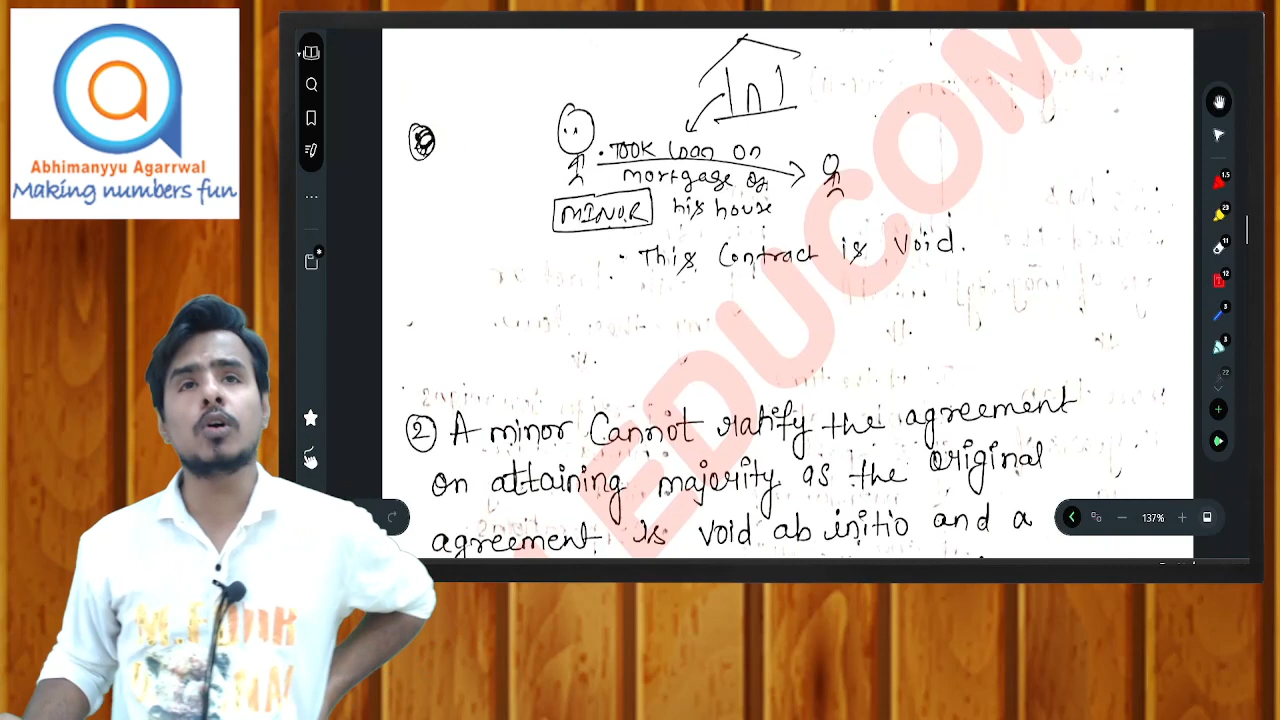 Abhimanyyu Agarrwal
Making numbers fun
• Took loan on
mortgage of
his house
MINOR
• This Contract is Void.
EDUCOM
② A minor Cannot ratify the agreement
on attaining majority as the original
agreement is void ab initio and a
137%